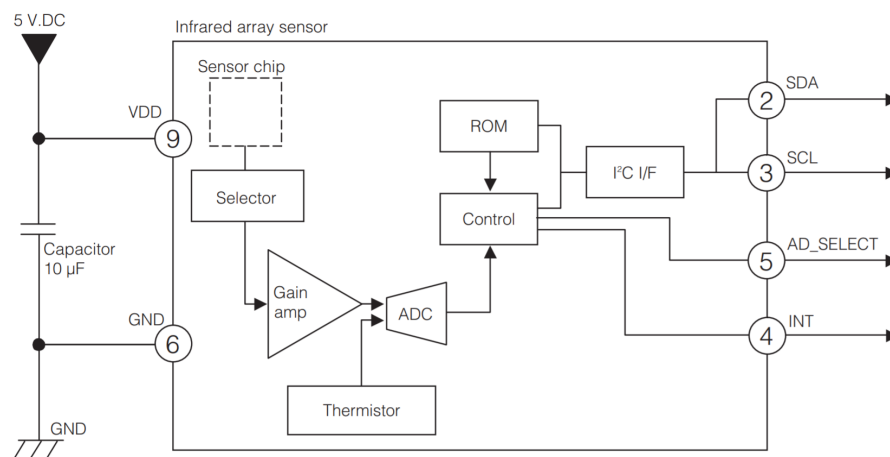 5 V.DC
Infrared array sensor
Sensor chip
VDD
9
Selector
Capacitor
10 µF
GND
6
GND
Gain
amp
ADC
Thermistor
ROM
Control
I²C I/F
2
SDA
3
SCL
5
AD_SELECT
4
INT